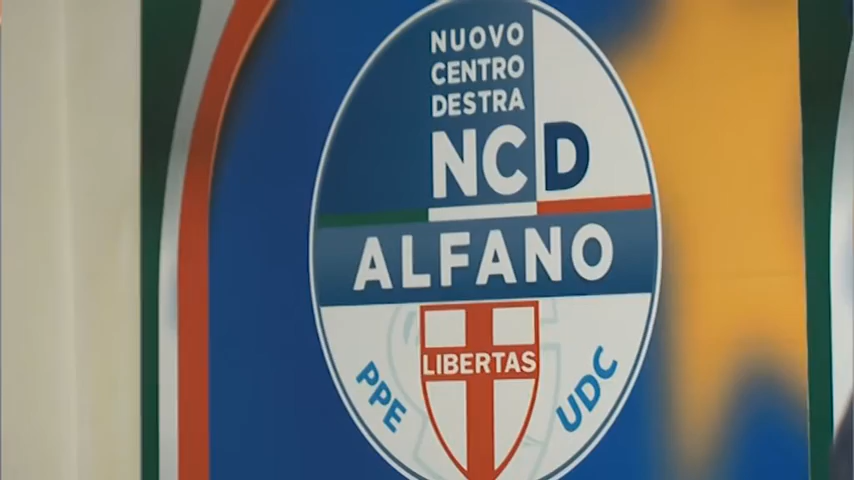 NUOVO
CENTRO
DESTRA
NCD
ALFANO
LIBERTAS
PPE
UDC